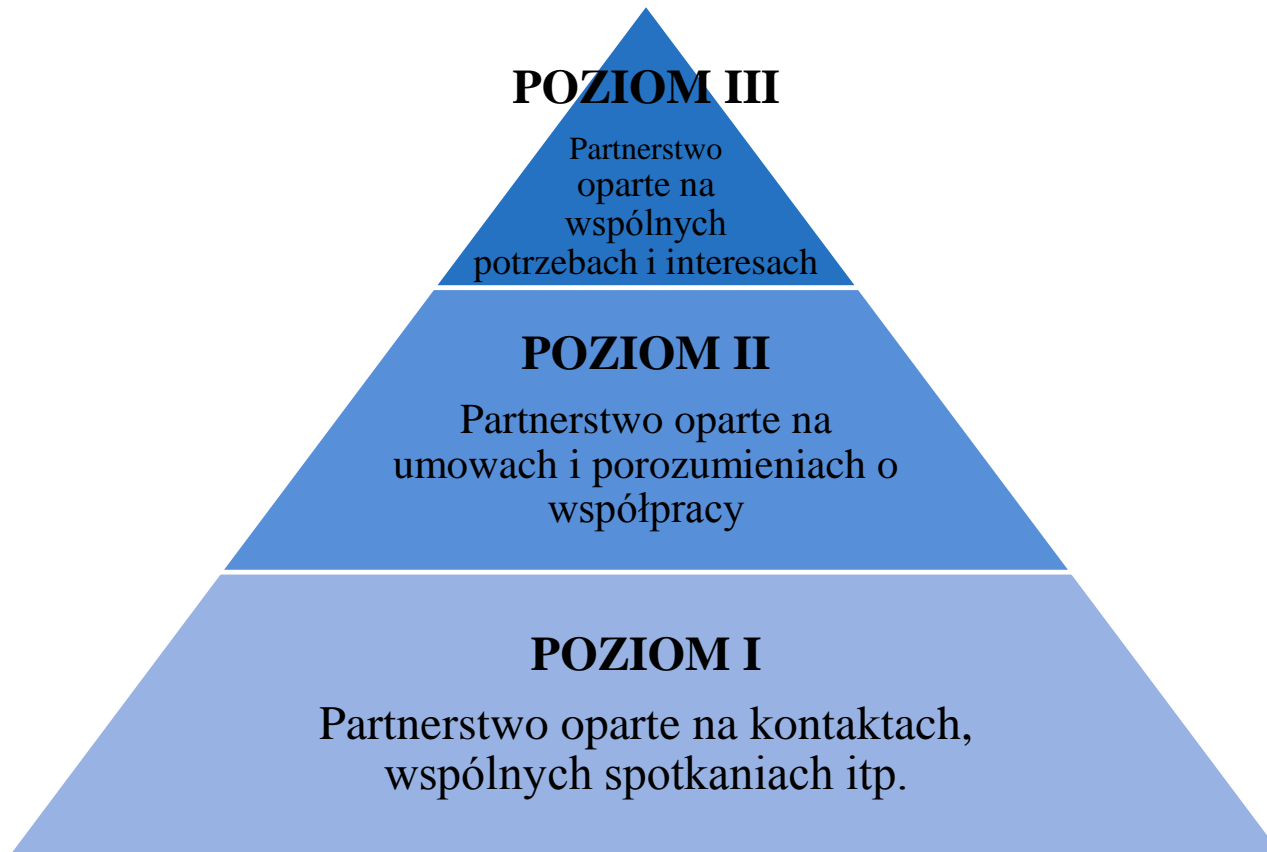 POZIOM III
Partnerstwo
oparte na
wspólnych
potrzebach i interesach
POZIOM II
Partnerstwo oparte na
umowach i porozumieniach o
współpracy
POZIOM I
Partnerstwo oparte na kontaktach,
wspólnych spotkaniach itp.